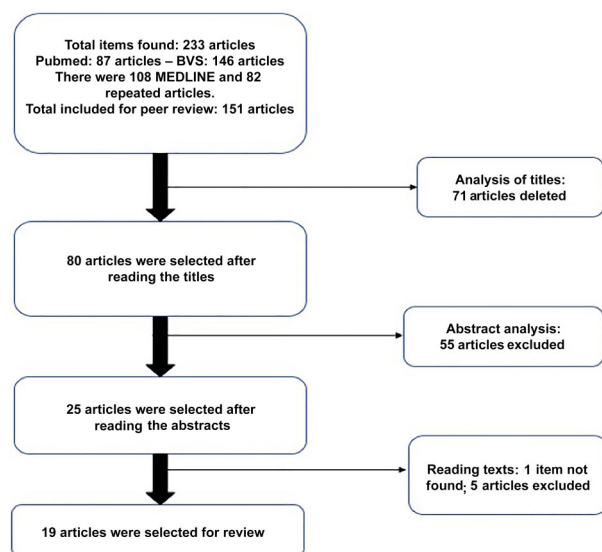 Total items found: 233 articles
Pubmed: 87 articles – BVS: 146 articles
There were 108 MEDLINE and 82
repeated articles.
Total included for peer review: 151 articles
Analysis of titles:
71 articles deleted
80 articles were selected after
reading the titles
Abstract analysis:
55 articles excluded
25 articles were selected after
reading the abstracts
Reading texts: 1 item not
found; 5 articles excluded
19 articles were selected for review